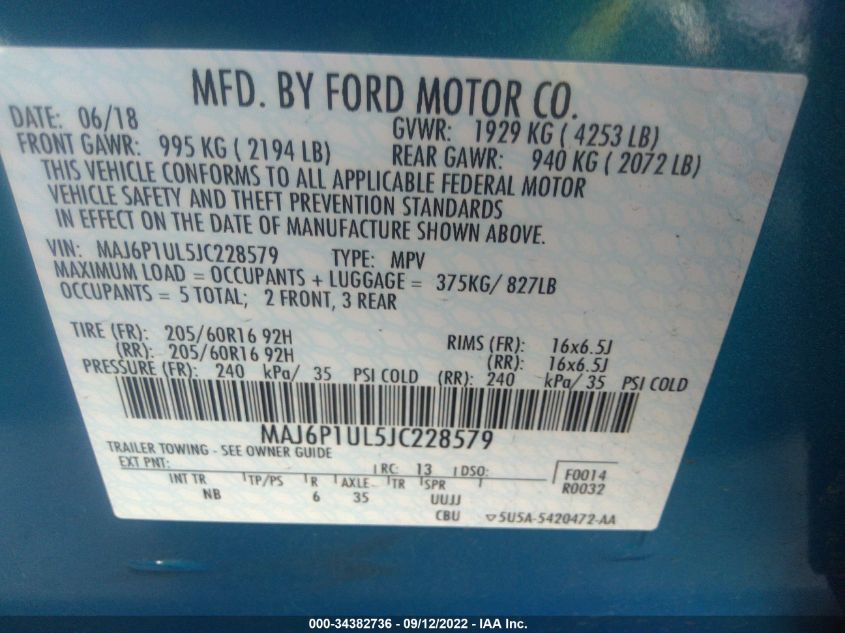 MFD. BY FORD MOTOR CO.
DATE: 06/18 GVWR: 1929 KG ( 4253 LB)
FRONT GAWR: 995 KG ( 2194 LB) REAR GAWR: 940 KG ( 2072 LB)
THIS VEHICLE CONFORMS TO ALL APPLICABLE FEDERAL MOTOR
VEHICLE SAFETY AND THEFT PREVENTION STANDARDS
IN EFFECT ON THE DATE OF MANUFACTURE SHOWN ABOVE.
VIN: MAJ6P1UL5JC228579 TYPE: MPV
MAXIMUM LOAD = OCCUPANTS + LUGGAGE = 375KG/ 827LB
OCCUPANTS = 5 TOTAL; 2 FRONT, 3 REAR
TIRE (FR): 205/60R16 92H RIMS (FR): 16x6.5J
(RR): 205/60R16 92H (RR): 16x6.5J
PRESSURE (FR): 240 kPa/ 35 PSI COLD (RR): 240 kPa/ 35 PSI COLD
MAJ6P1UL5JC228579
TRAILER TOWING - SEE OWNER GUIDE
EXT PNT: RC: 13 DSO: F0014
INT TR TP/PS R AXLE TR SPR R0032
NB 6 35 UUJJ
CBU 5U5A-5420472-AA
000-34382736 - 09/12/2022 - IAA Inc.